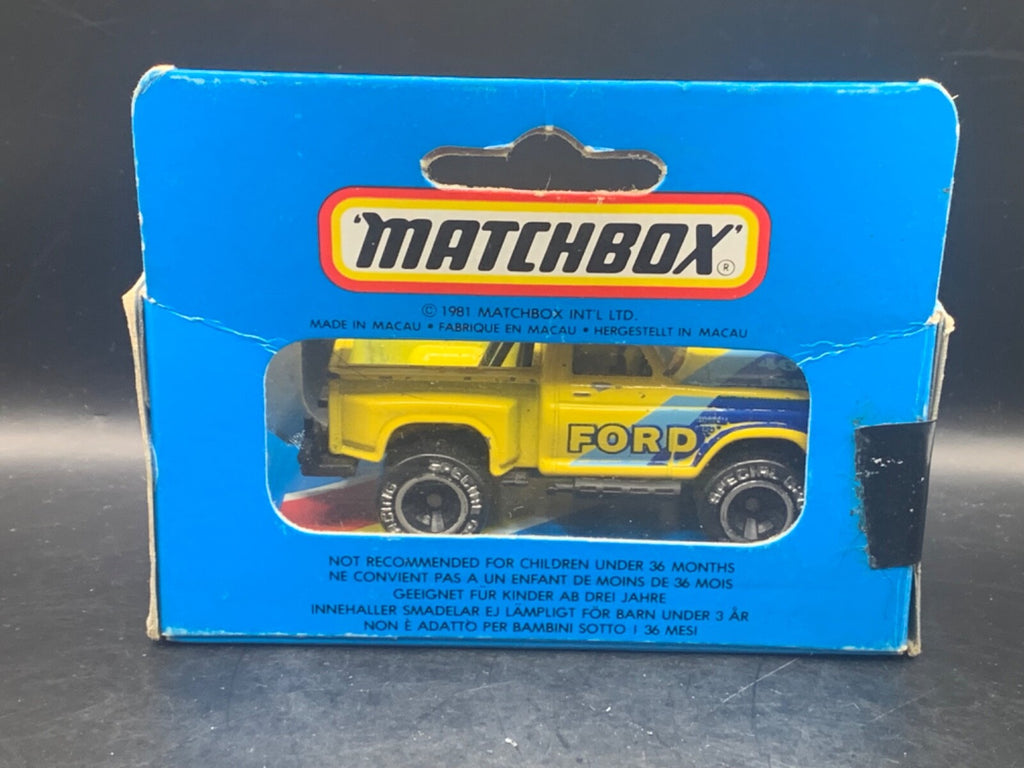 'MATCHBOX'
®
© 1981 MATCHBOX INT'L LTD.
MADE IN MACAU • FABRIQUE EN MACAU • HERGESTELLT IN MACAU
FORD
SPECIAL
SPECIAL
NOT RECOMMENDED FOR CHILDREN UNDER 36 MONTHS
NE CONVIENT PAS A UN ENFANT DE MOINS DE 36 MOIS
GEEIGNET FÜR KINDER AB DREI JAHRE
INNEHALLER SMADELAR EJ LÄMPLIGT FÖR BARN UNDER 3 ÅR
NON È ADATTO PER BAMBINI SOTTO I 36 MESI